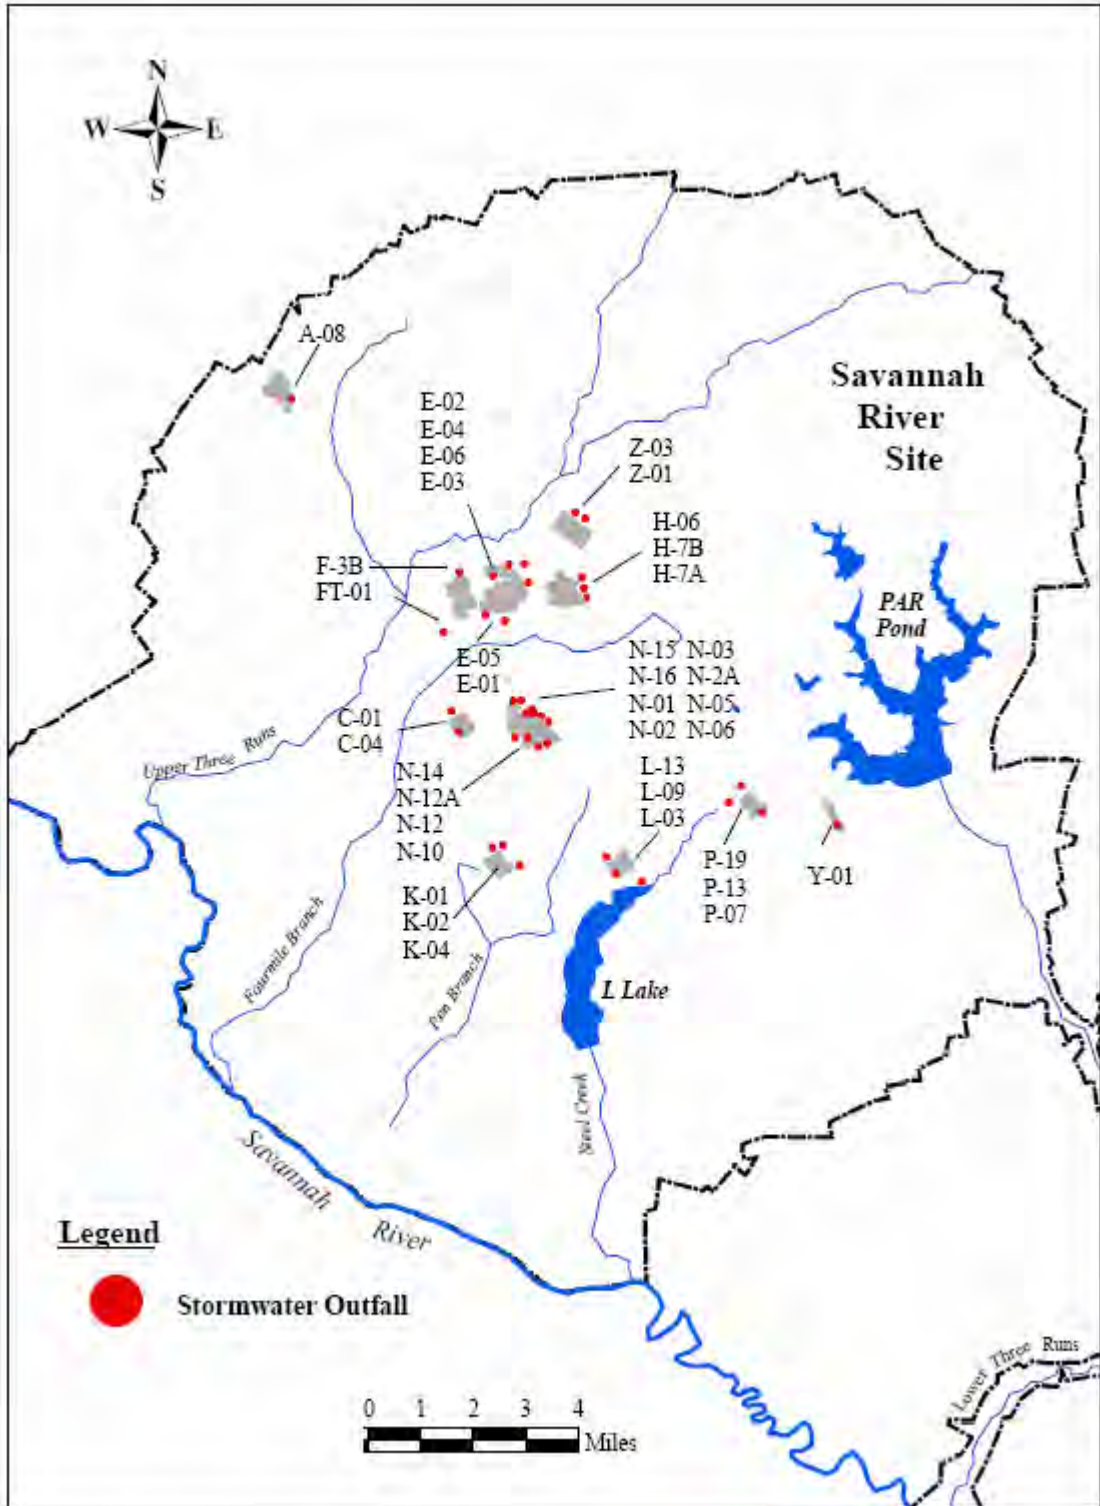 N
W E
S
A-08
Savannah
River
Site
E-02
E-04
E-06
E-03
Z-03
Z-01
H-06
H-7B
H-7A
F-3B
FT-01
PAR
Pond
E-05
E-01
N-15 N-03
N-16 N-2A
N-01 N-05
N-02 N-06
C-01
C-04
Upper Three Runs
N-14
N-12A
N-12
N-10
L-13
L-09
L-03
P-19
P-13
P-07
Y-01
K-01
K-02
K-04
Fourmile Branch
Pen Branch
L Lake
Steel Creek
Savannah
River
Legend
Stormwater Outfall
Lower Three Runs
0 1 2 3 4
Miles